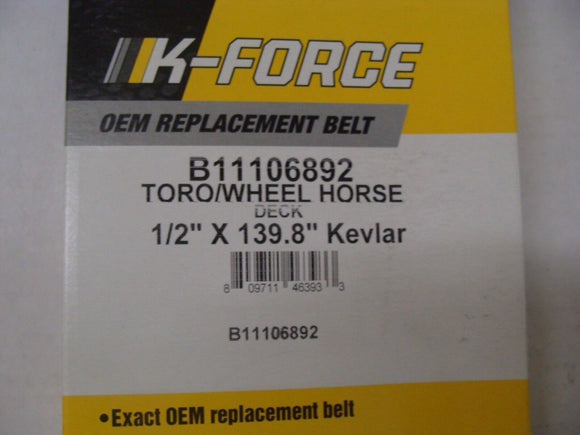 K-FORCE
OEM REPLACEMENT BELT
B11106892
TORO/WHEEL HORSE
DECK
1/2" X 139.8" Kevlar
8 09711 46393 3
B11106892
•Exact OEM replacement belt